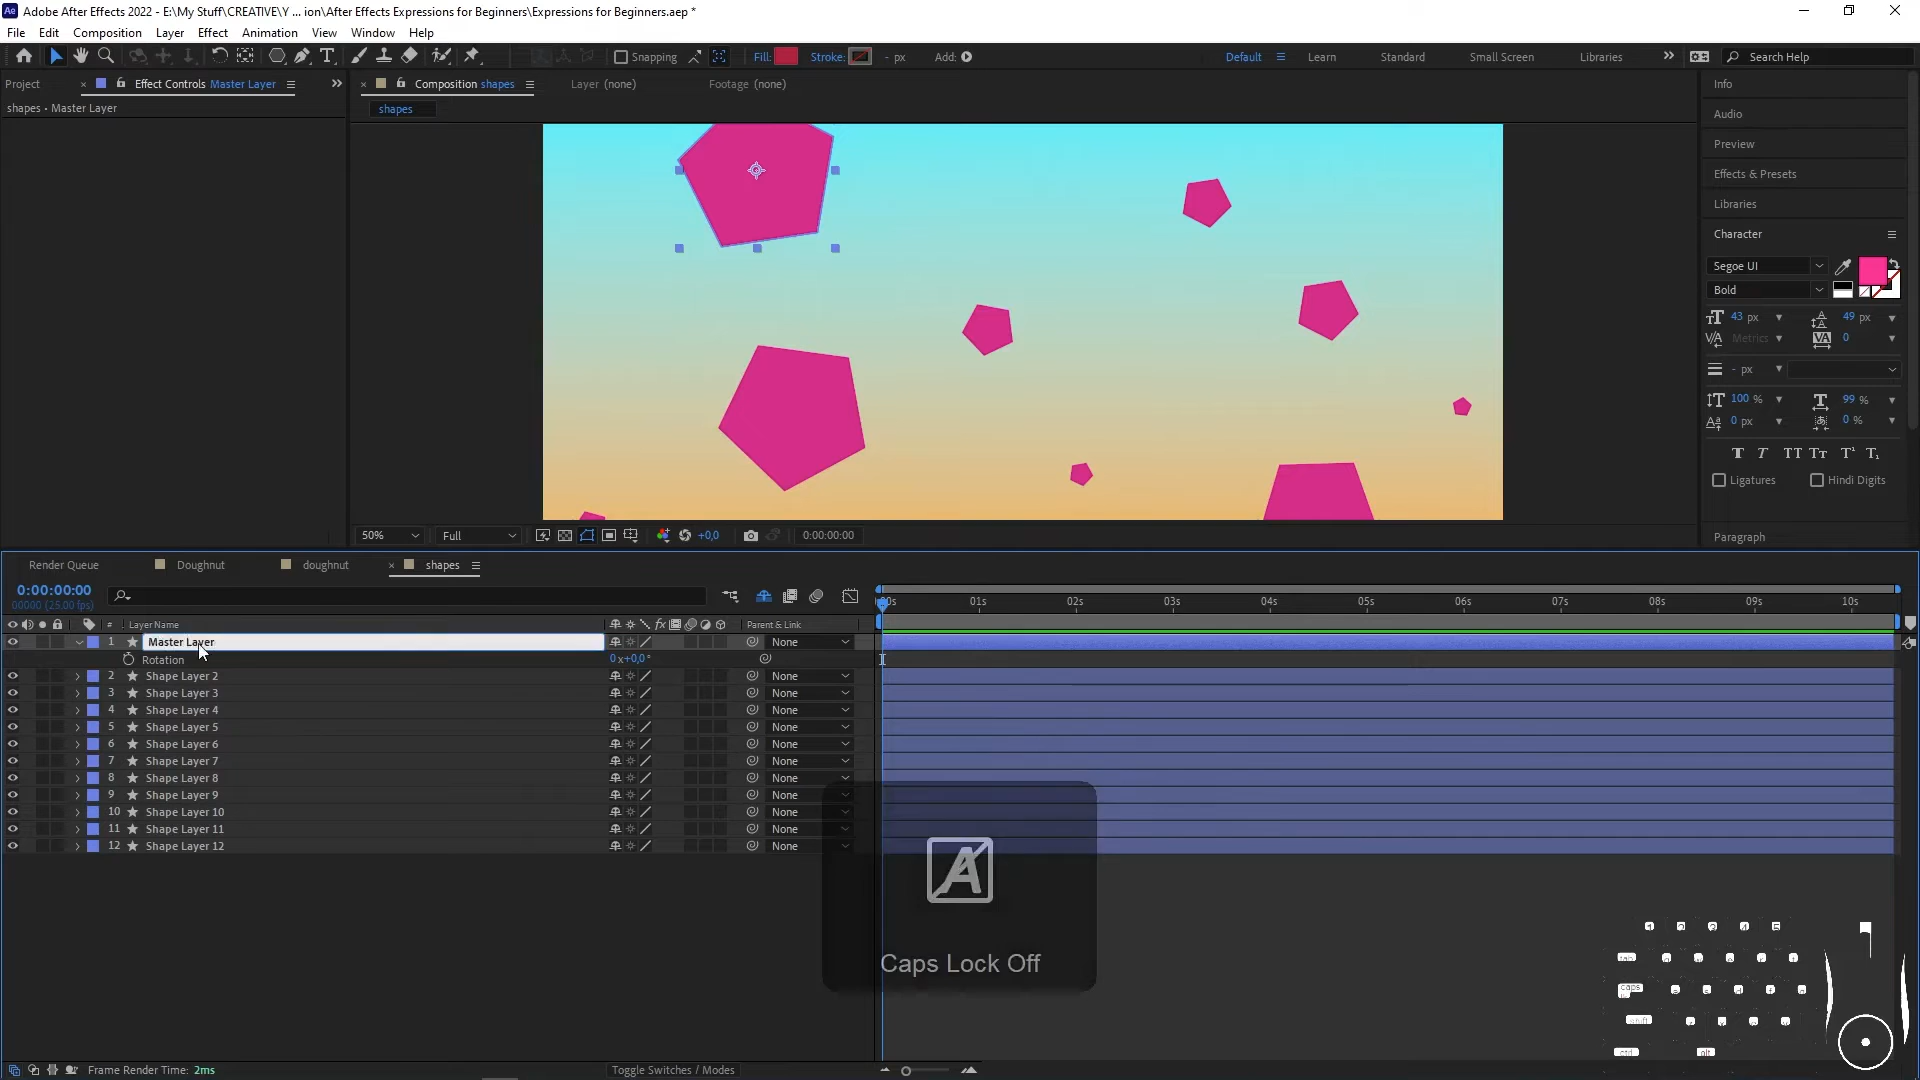 Ae Adobe After Effects 2022 - E:\My Stuff\CREATIVE\Y ... ion\After Effects Expressions for Beginners\Expressions for Beginners.aep *
File Edit Composition Layer Effect Animation View Window Help
Snapping Fill: Stroke: - px Add: Default Learn Standard Small Screen Libraries Search Help
Project Effect Controls Master Layer Composition shapes Layer (none) Footage (none) Info
shapes • Master Layer shapes Audio
Preview
Effects & Presets
Libraries
Character
Segoe UI
Bold
43 px 49 px
Metrics 0
- px
100 % 99 %
0 px 0 %
T T TT Tt T¹ T₁
Ligatures Hindi Digits
50% Full +0,0 0:00:00:00 Paragraph
Render Queue Doughnut doughnut shapes
0:00:00:00
00000 (25.00 fps)
01s 02s 03s 04s 05s 06s 07s 08s 09s 10s
# Layer Name fx Parent & Link
1 Master Layer None
Rotation 0x+0,0°
2 Shape Layer 2 None
3 Shape Layer 3 None
4 Shape Layer 4 None
5 Shape Layer 5 None
6 Shape Layer 6 None
7 Shape Layer 7 None
8 Shape Layer 8 None
9 Shape Layer 9 None
10 Shape Layer 10 None
11 Shape Layer 11 None
12 Shape Layer 12 None
A
Caps Lock Off
Frame Render Time: 2ms Toggle Switches / Modes